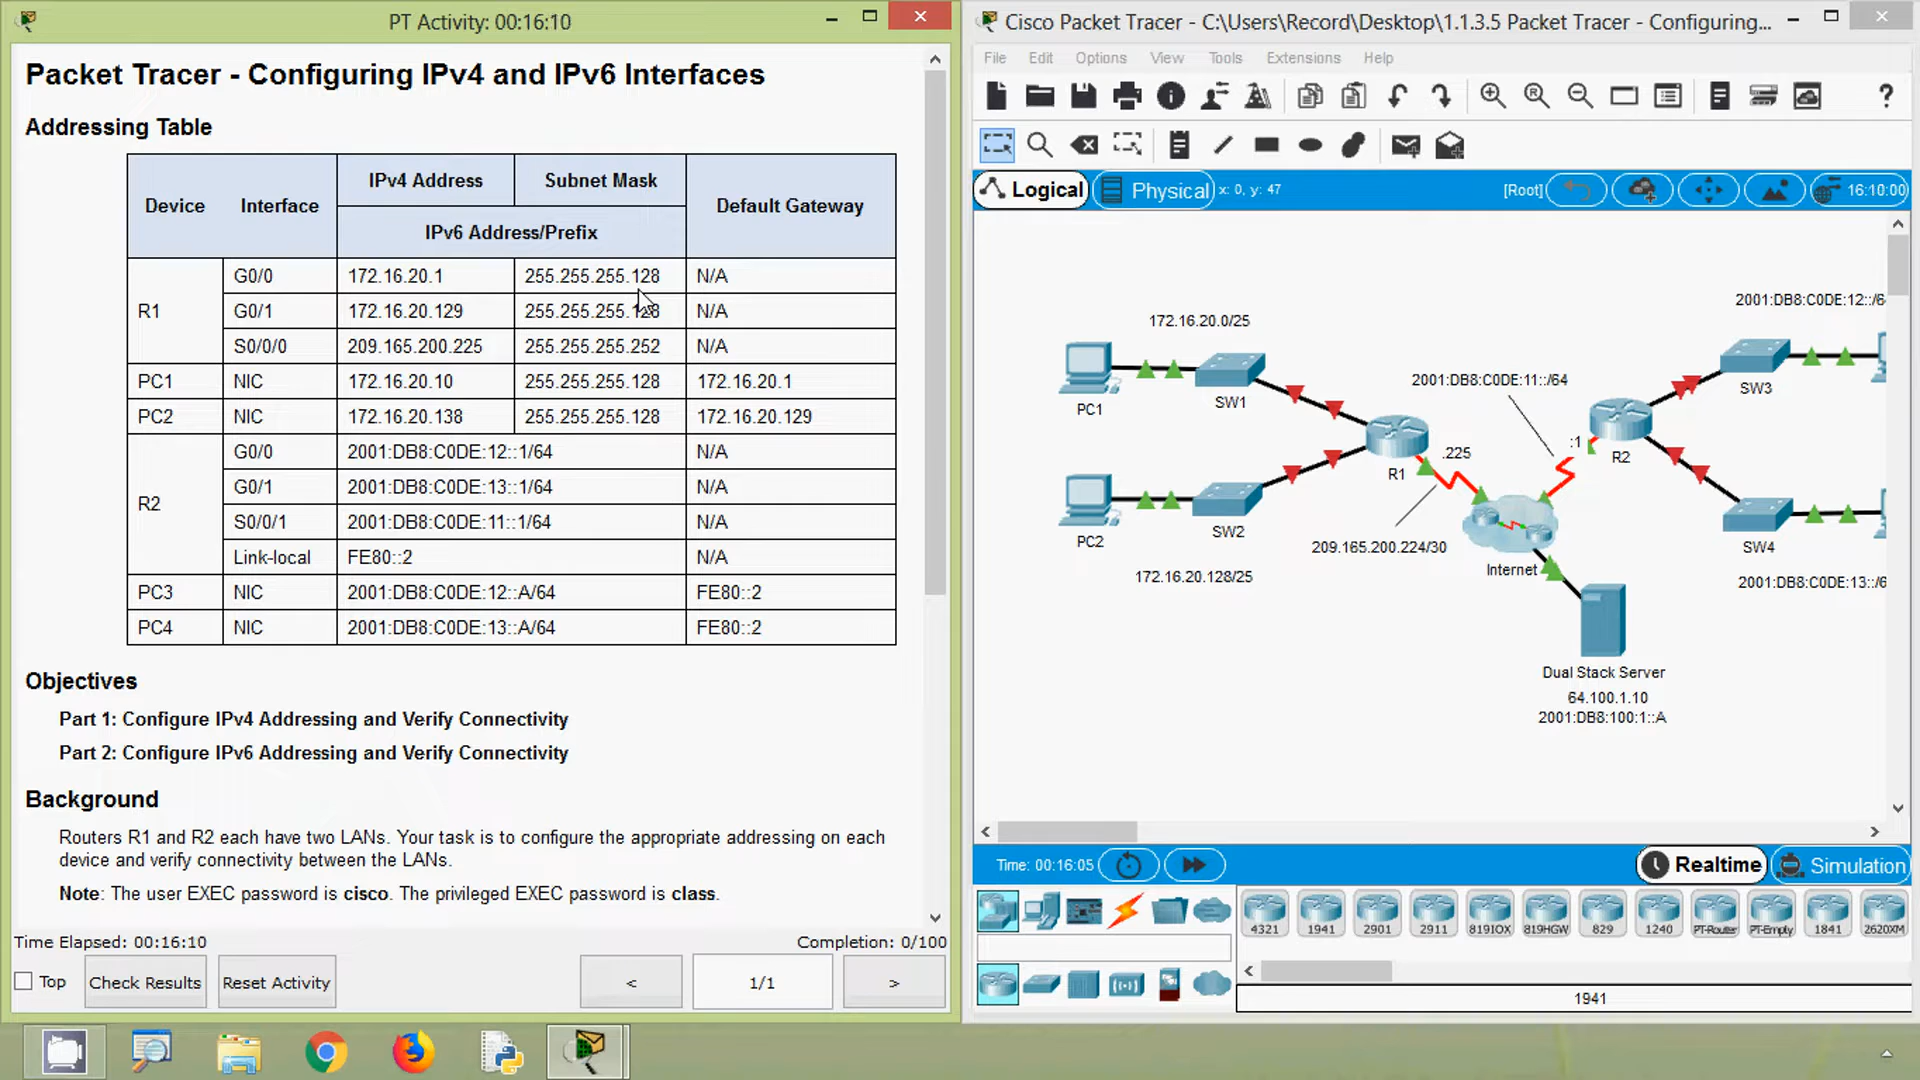 PT Activity: 00:16:10
Packet Tracer - Configuring IPv4 and IPv6 Interfaces
Addressing Table
Device Interface IPv4 Address Subnet Mask Default Gateway
IPv6 Address/Prefix
R1 G0/0 172.16.20.1 255.255.255.128 N/A
G0/1 172.16.20.129 255.255.255.128 N/A
S0/0/0 209.165.200.225 255.255.255.252 N/A
PC1 NIC 172.16.20.10 255.255.255.128 172.16.20.1
PC2 NIC 172.16.20.138 255.255.255.128 172.16.20.129
R2 G0/0 2001:DB8:C0DE:12::1/64 N/A
G0/1 2001:DB8:C0DE:13::1/64 N/A
S0/0/1 2001:DB8:C0DE:11::1/64 N/A
Link-local FE80::2 N/A
PC3 NIC 2001:DB8:C0DE:12::A/64 FE80::2
PC4 NIC 2001:DB8:C0DE:13::A/64 FE80::2
Objectives
Part 1: Configure IPv4 Addressing and Verify Connectivity
Part 2: Configure IPv6 Addressing and Verify Connectivity
Background
Routers R1 and R2 each have two LANs. Your task is to configure the appropriate addressing on each
device and verify connectivity between the LANs.
Note: The user EXEC password is cisco. The privileged EXEC password is class.
Time Elapsed: 00:16:10 Completion: 0/100
Top Check Results Reset Activity < 1/1 >
Cisco Packet Tracer - C:\Users\Record\Desktop\1.1.3.5 Packet Tracer - Configuring...
File Edit Options View Tools Extensions Help
Logical Physical x: 0, y: 47 [Root] 16:10:00
2001:DB8:C0DE:12::/6
172.16.20.0/25
2001:DB8:C0DE:11::/64
SW3
PC1
SW1
:1
R2
.225
R1
SW2
PC2
209.165.200.224/30
SW4
Internet
172.16.20.128/25
2001:DB8:C0DE:13::/6
Dual Stack Server
64.100.1.10
2001:DB8:100:1::A
Time: 00:16:05 Realtime Simulation
4321 1941 2901 2911 819IOX 819HGW 829 1240 PT-Router PT-Empty 1841 2620XM
1941